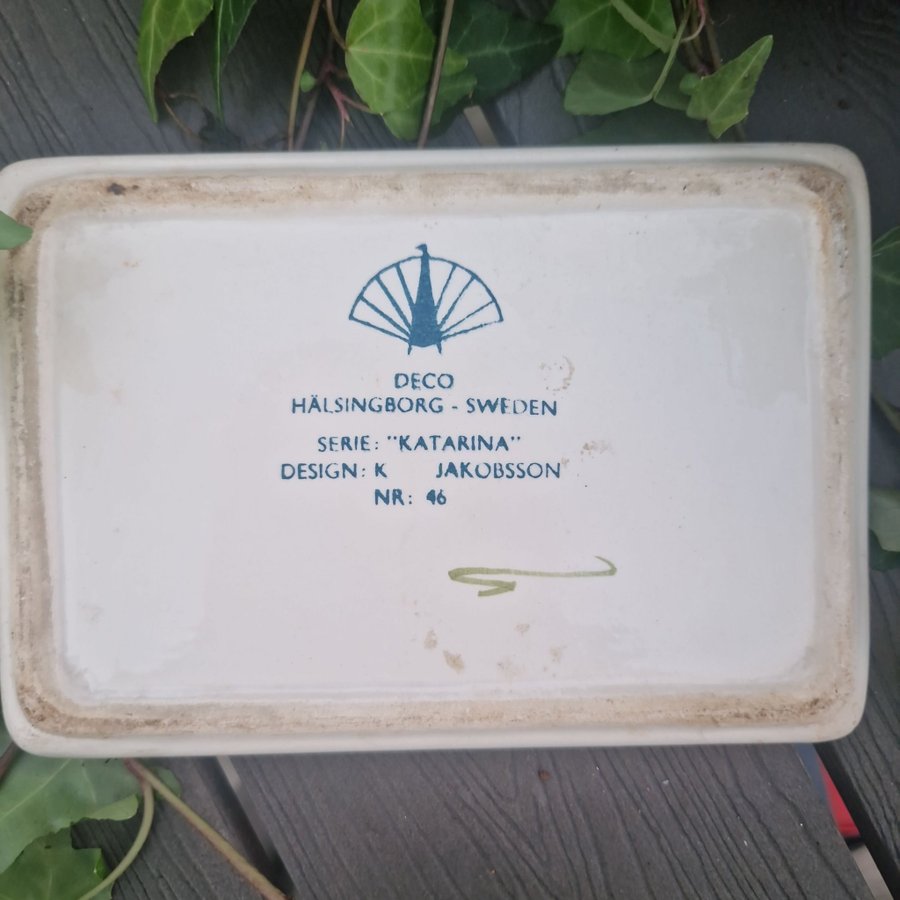 DECO
HÄLSINGBORG - SWEDEN
SERIE: "KATARINA"
DESIGN: K JAKOBSSON
NR: 46